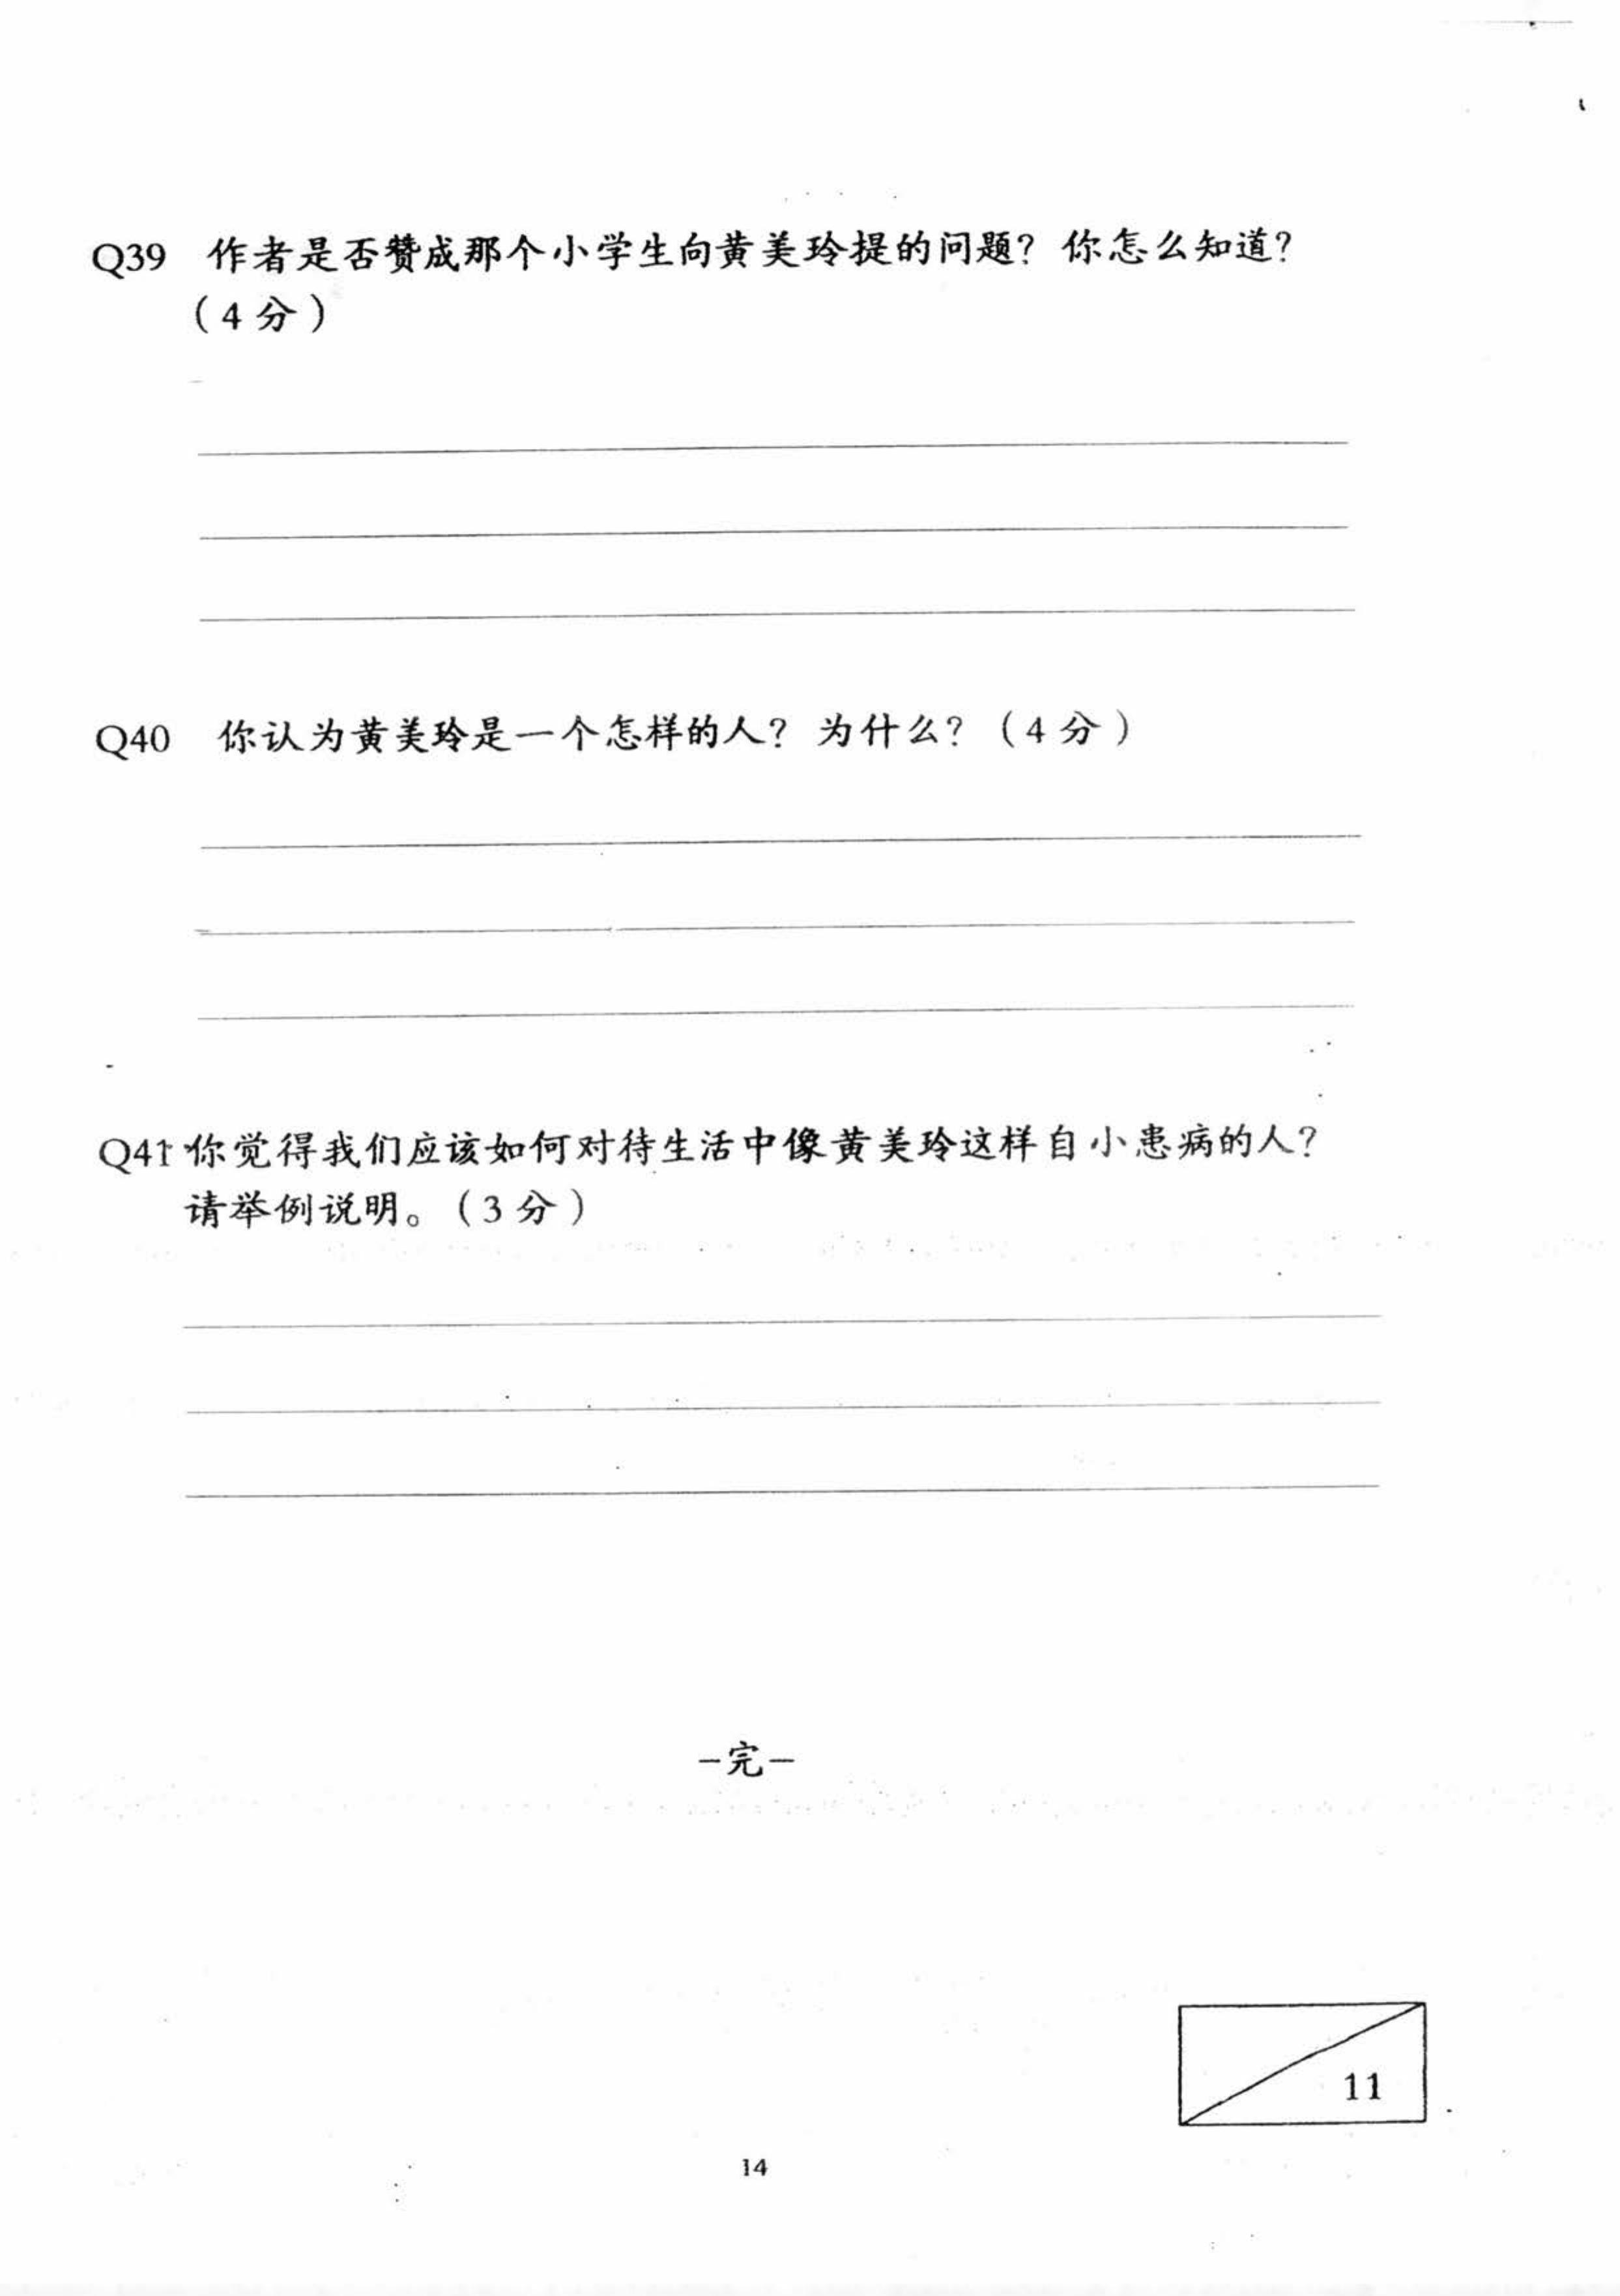 Q39 作者是否赞成那个小学生向黄美玲提的问题？你怎么知道？
（4分）
Q40 你认为黄美玲是一个怎样的人？为什么？（4分）
Q41 你觉得我们应该如何对待生活中像黄美玲这样自小患病的人？
请举例说明。（3分）
－完－
11
14